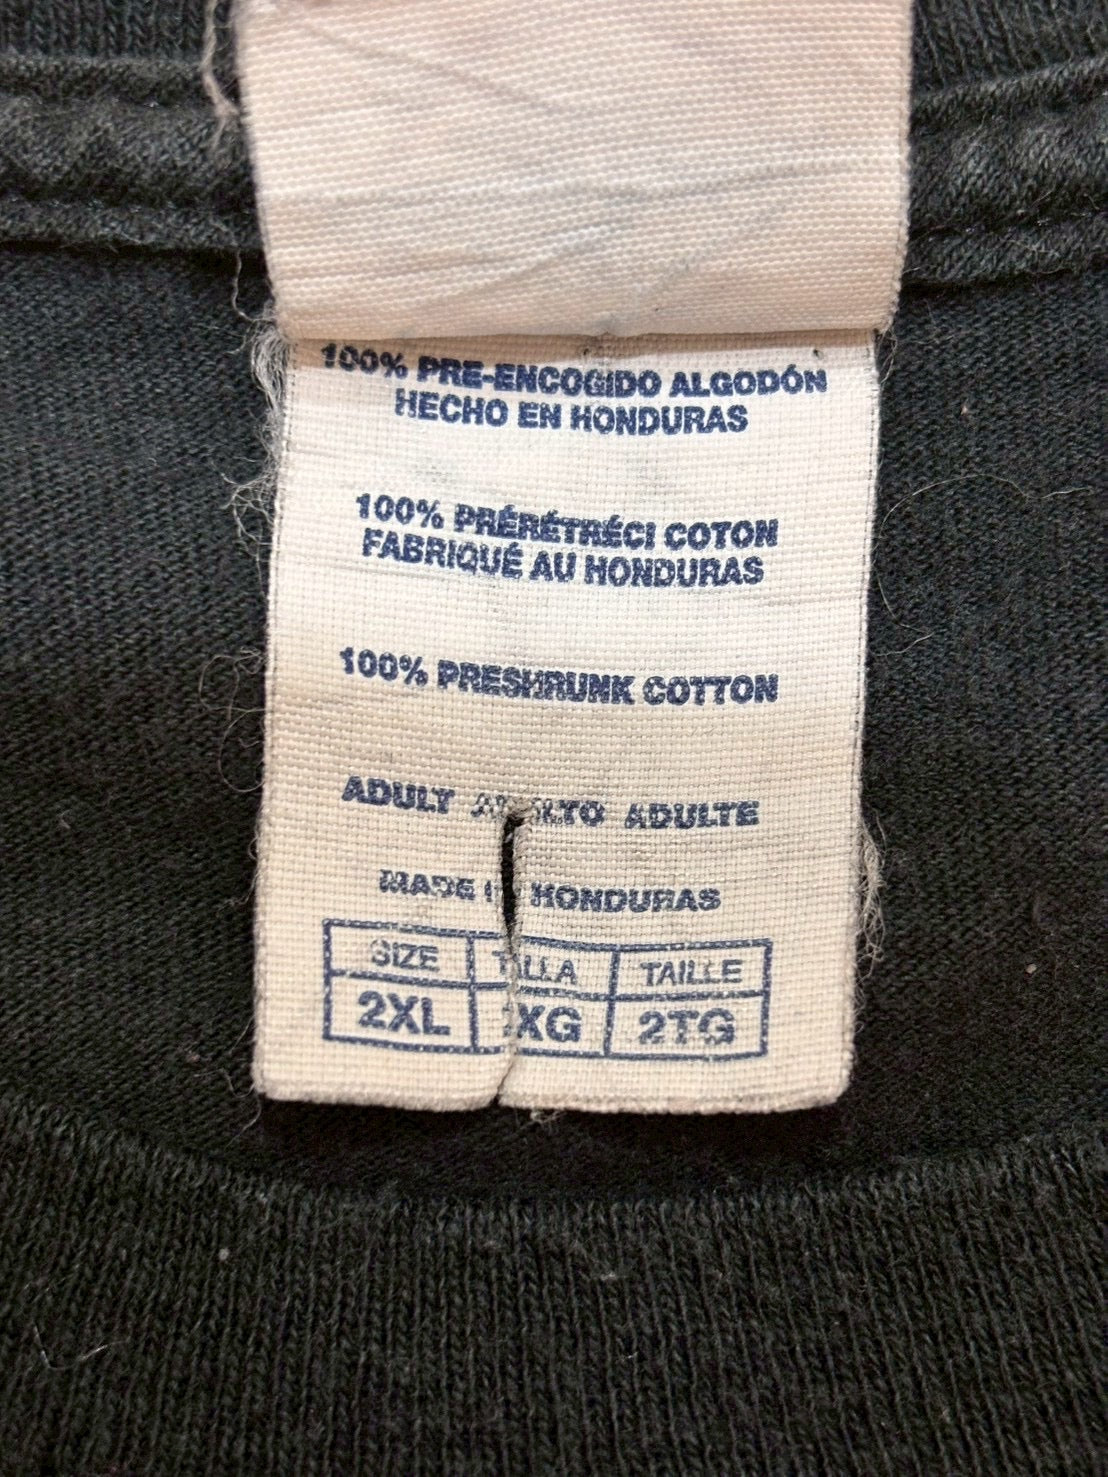 100% PRE-ENCOGIDO ALGODÓN
HECHO EN HONDURAS
100% PRÉRÉTRÉCI COTON
FABRIQUÉ AU HONDURAS
100% PRESHRUNK COTTON
ADULT ADULTO ADULTE
MADE IN HONDURAS
SIZE TALLA TAILLE
2XL 2XG 2TG